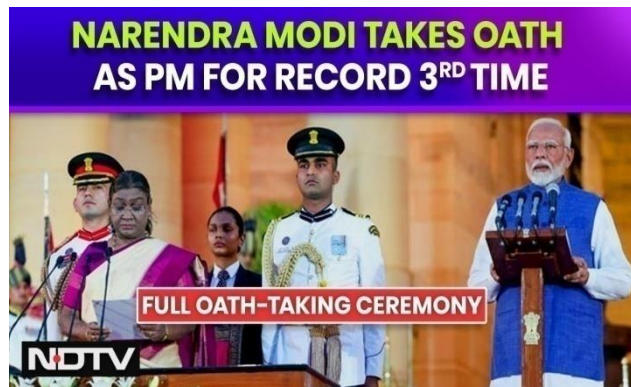 NARENDRA MODI TAKES OATH
AS PM FOR RECORD 3RD TIME
FULL OATH-TAKING CEREMONY
NDTV